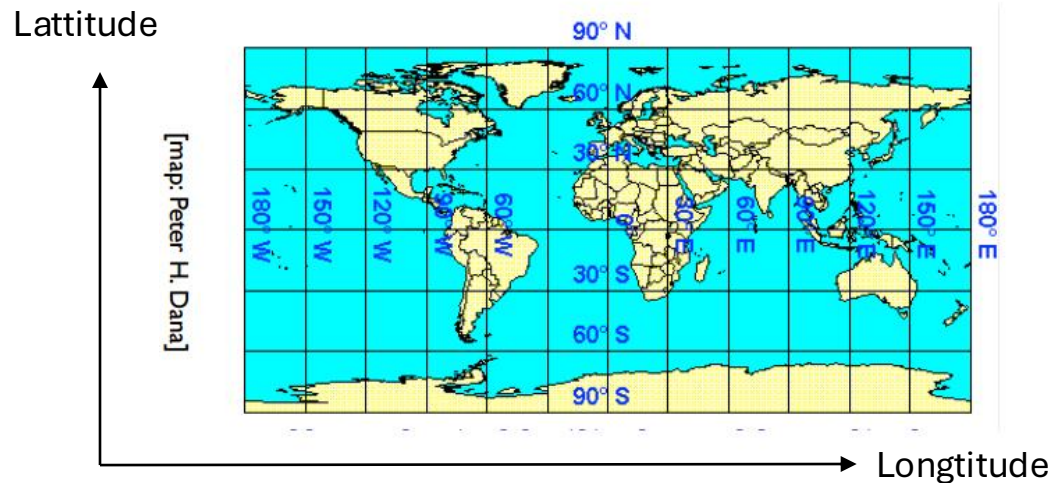 Lattitude
90° N
60° N
30° N
[map: Peter H. Dana]
180° W
150° W
120° W
90° W
60° W
0°
30° E
60° E
90° E
120° E
150° E
180° E
30° S
60° S
90° S
Longtitude